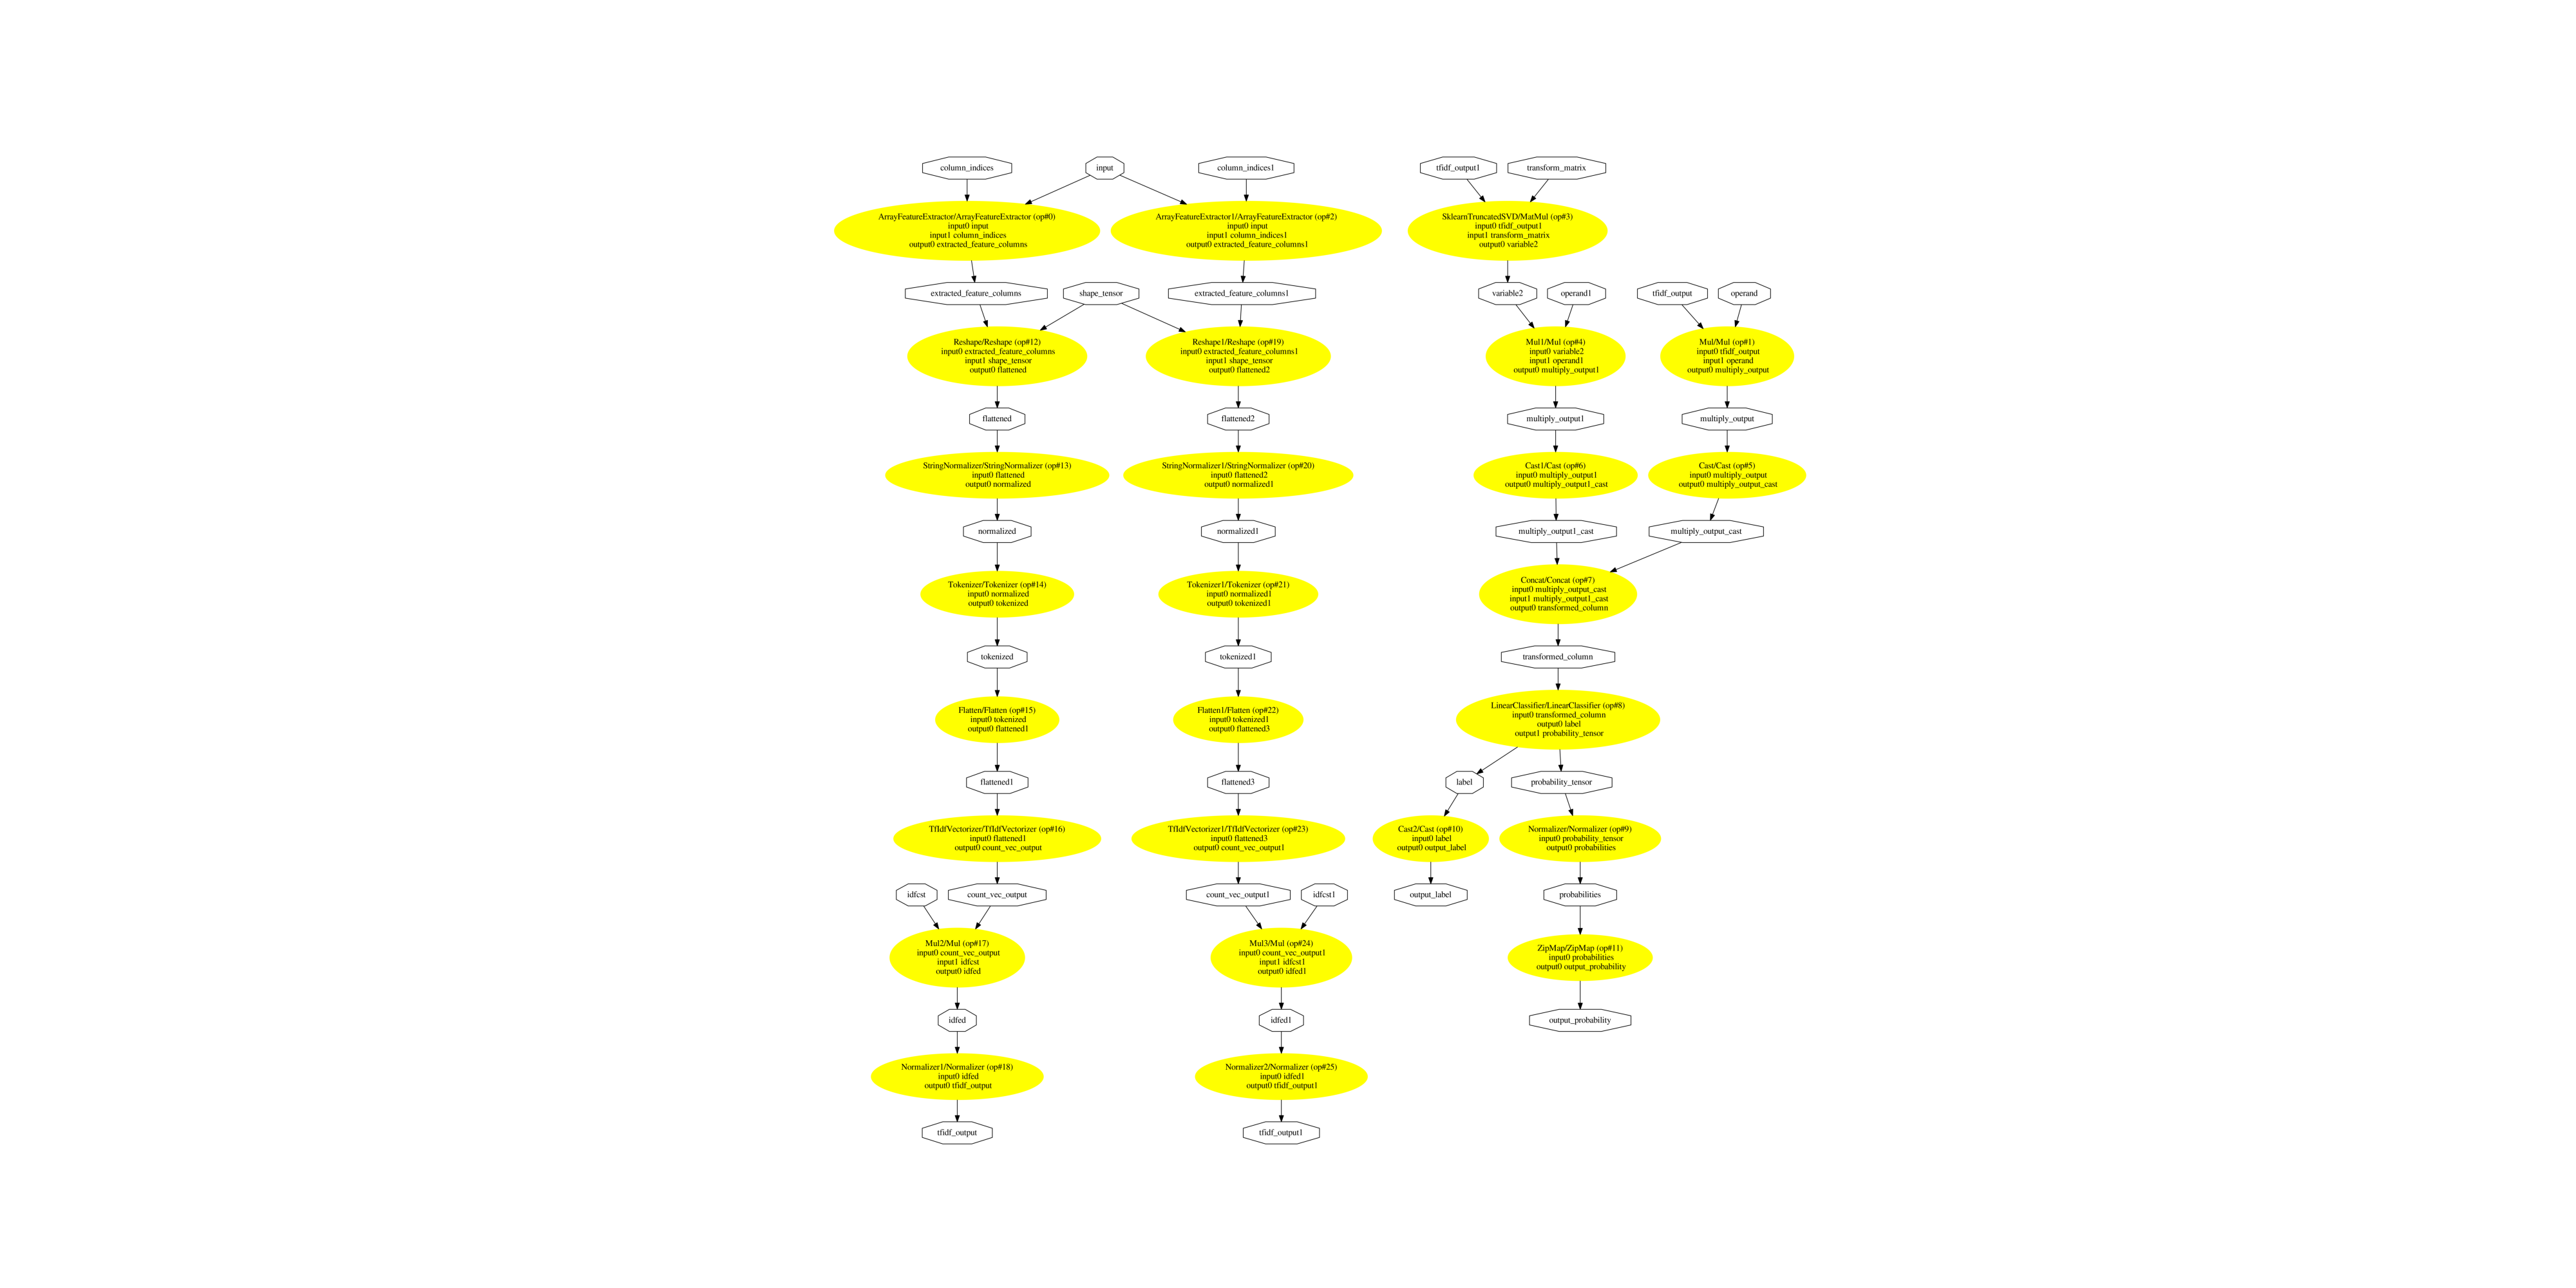 column_indices
input
column_indices1
tfidf_output1
transform_matrix
ArrayFeatureExtractor/ArrayFeatureExtractor (op#0)
input0 input
input1 column_indices
output0 extracted_feature_columns
ArrayFeatureExtractor1/ArrayFeatureExtractor (op#2)
input0 input
input1 column_indices1
output0 extracted_feature_columns1
SklearnTruncatedSVD/MatMul (op#3)
input0 tfidf_output1
input1 transform_matrix
output0 variable2
extracted_feature_columns
shape_tensor
extracted_feature_columns1
variable2
operand1
tfidf_output
operand
Reshape/Reshape (op#12)
input0 extracted_feature_columns
input1 shape_tensor
output0 flattened
Reshape1/Reshape (op#19)
input0 extracted_feature_columns1
input1 shape_tensor
output0 flattened2
Mul1/Mul (op#4)
input0 variable2
input1 operand1
output0 multiply_output1
Mul/Mul (op#1)
input0 tfidf_output
input1 operand
output0 multiply_output
flattened
flattened2
multiply_output1
multiply_output
StringNormalizer/StringNormalizer (op#13)
input0 flattened
output0 normalized
StringNormalizer1/StringNormalizer (op#20)
input0 flattened2
output0 normalized1
Cast1/Cast (op#6)
input0 multiply_output1
output0 multiply_output1_cast
Cast/Cast (op#5)
input0 multiply_output
output0 multiply_output_cast
normalized
normalized1
multiply_output1_cast
multiply_output_cast
Tokenizer/Tokenizer (op#14)
input0 normalized
output0 tokenized
Tokenizer1/Tokenizer (op#21)
input0 normalized1
output0 tokenized1
Concat/Concat (op#7)
input0 multiply_output_cast
input1 multiply_output1_cast
output0 transformed_column
tokenized
tokenized1
transformed_column
Flatten/Flatten (op#15)
input0 tokenized
output0 flattened1
Flatten1/Flatten (op#22)
input0 tokenized1
output0 flattened3
LinearClassifier/LinearClassifier (op#8)
input0 transformed_column
output0 label
output1 probability_tensor
flattened1
flattened3
label
probability_tensor
TfIdfVectorizer/TfIdfVectorizer (op#16)
input0 flattened1
output0 count_vec_output
TfIdfVectorizer1/TfIdfVectorizer (op#23)
input0 flattened3
output0 count_vec_output1
Cast2/Cast (op#10)
input0 label
output0 output_label
Normalizer/Normalizer (op#9)
input0 probability_tensor
output0 probabilities
idfcst
count_vec_output
count_vec_output1
idfcst1
output_label
probabilities
Mul2/Mul (op#17)
input0 count_vec_output
input1 idfcst
output0 idfed
Mul3/Mul (op#24)
input0 count_vec_output1
input1 idfcst1
output0 idfed1
ZipMap/ZipMap (op#11)
input0 probabilities
output0 output_probability
idfed
idfed1
output_probability
Normalizer1/Normalizer (op#18)
input0 idfed
output0 tfidf_output
Normalizer2/Normalizer (op#25)
input0 idfed1
output0 tfidf_output1
tfidf_output
tfidf_output1